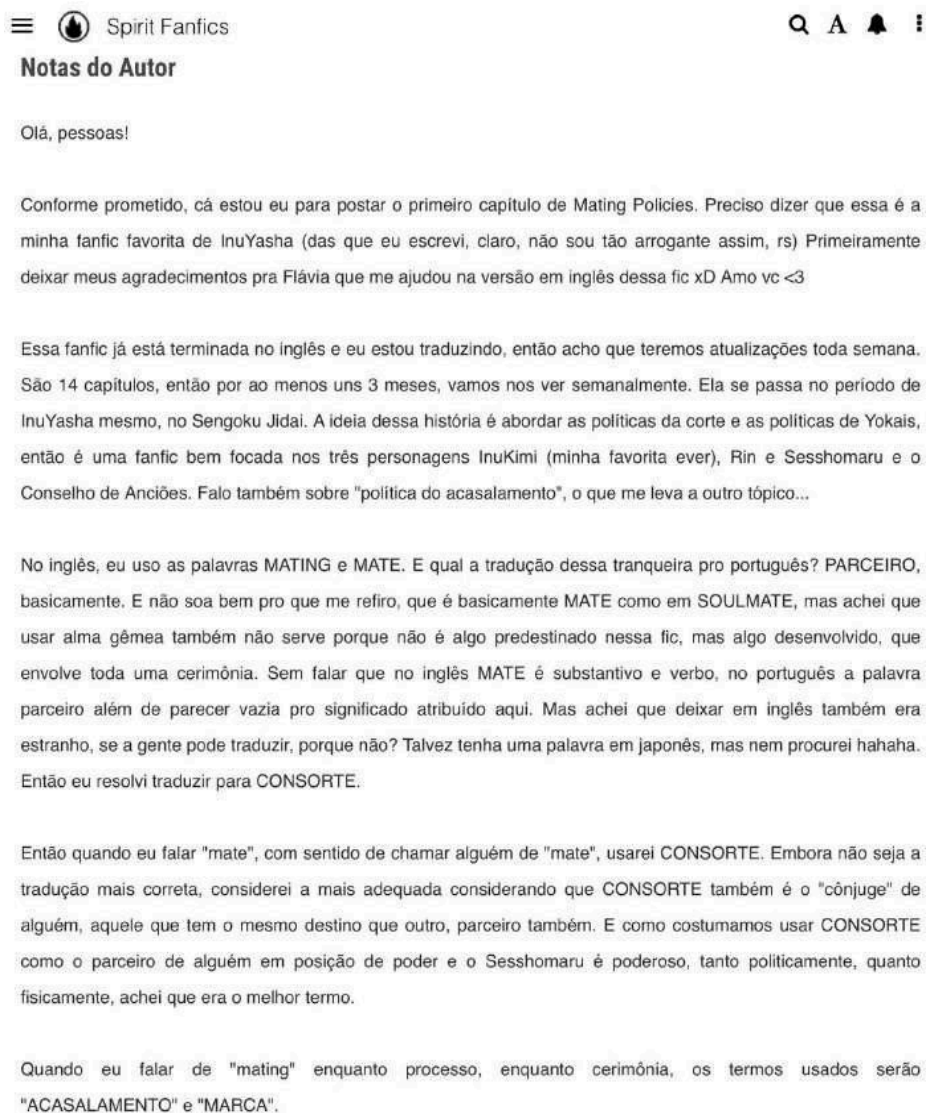 Spirit Fanfics
Notas do Autor
Olá, pessoas!
Conforme prometido, cá estou eu para postar o primeiro capítulo de Mating Policies. Preciso dizer que essa é a
minha fanfic favorita de InuYasha (das que eu escrevi, claro, não sou tão arrogante assim, rs) Primeiramente
deixar meus agradecimentos pra Flávia que me ajudou na versão em inglês dessa fic xD Amo vc <3
Essa fanfic já está terminada no inglês e eu estou traduzindo, então acho que teremos atualizações toda semana.
São 14 capítulos, então por ao menos uns 3 meses, vamos nos ver semanalmente. Ela se passa no período de
InuYasha mesmo, no Sengoku Jidai. A ideia dessa história é abordar as políticas da corte e as políticas de Yokais,
então é uma fanfic bem focada nos três personagens InuKimi (minha favorita ever), Rin e Sesshomaru e o
Conselho de Anciões. Falo também sobre "política do acasalamento", o que me leva a outro tópico...
No inglês, eu uso as palavras MATING e MATE. E qual a tradução dessa tranqueira pro português? PARCEIRO,
basicamente. E não soa bem pro que me refiro, que é basicamente MATE como em SOULMATE, mas achei que
usar alma gêmea também não serve porque não é algo predestinado nessa fic, mas algo desenvolvido, que
envolve toda uma cerimônia. Sem falar que no inglês MATE é substantivo e verbo, no português a palavra
parceiro além de parecer vazia pro significado atribuído aqui. Mas achei que deixar em inglês também era
estranho, se a gente pode traduzir, porque não? Talvez tenha uma palavra em japonês, mas nem procurei hahaha.
Então eu resolvi traduzir para CONSORTE.
Então quando eu falar "mate", com sentido de chamar alguém de "mate", usarei CONSORTE. Embora não seja a
tradução mais correta, considerei a mais adequada considerando que CONSORTE também é o "cônjuge" de
alguém, aquele que tem o mesmo destino que outro, parceiro também. E como costumamos usar CONSORTE
como o parceiro de alguém em posição de poder e o Sesshomaru é poderoso, tanto politicamente, quanto
fisicamente, achei que era o melhor termo.
Quando eu falar de "mating" enquanto processo, enquanto cerimônia, os termos usados serão
"ACASALAMENTO" e "MARCA".